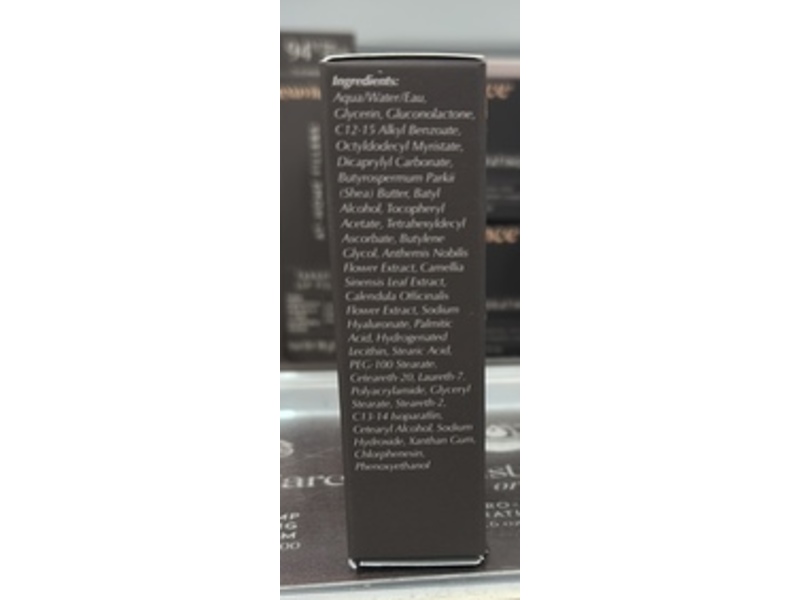 Ingredients:
Aqua/Water/Eau,
Glycerin, Gluconolactone,
C12-15 Alkyl Benzoate,
Octyldodecyl Myristate,
Dicaprylyl Carbonate,
Butyrospermum Parkii
(Shea) Butter, Batyl
Alcohol, Tocopheryl
Acetate, Tetrahexyldecyl
Ascorbate, Butylene
Glycol, Anthemis Nobilis
Flower Extract, Camellia
Sinensis Leaf Extract,
Calendula Officinalis
Flower Extract, Sodium
Hyaluronate, Palmitic
Acid, Hydrogenated
Lecithin, Stearic Acid,
PEG-100 Stearate,
Ceteareth-20, Laureth-7,
Polyacrylamide, Glyceryl
Stearate, Steareth-2,
C13-14 Isoparaffin,
Cetearyl Alcohol, Sodium
Hydroxide, Xanthan Gum,
Chlorphenesin,
Phenoxyethanol
94